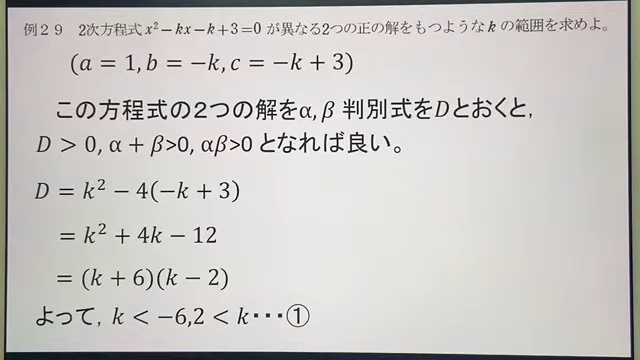 例２９ 2次方程式 x²－kx－k＋3＝0 が異なる2つの正の解をもつような k の範囲を求めよ。
(a = 1, b = −k, c = −k + 3)
この方程式の２つの解をα, β 判別式をDとおくと,
D > 0, α + β>0, αβ>0 となれば良い。
D = k² − 4(−k + 3)
= k² + 4k − 12
= (k + 6)(k − 2)
よって, k < −6,2 < k･･･①